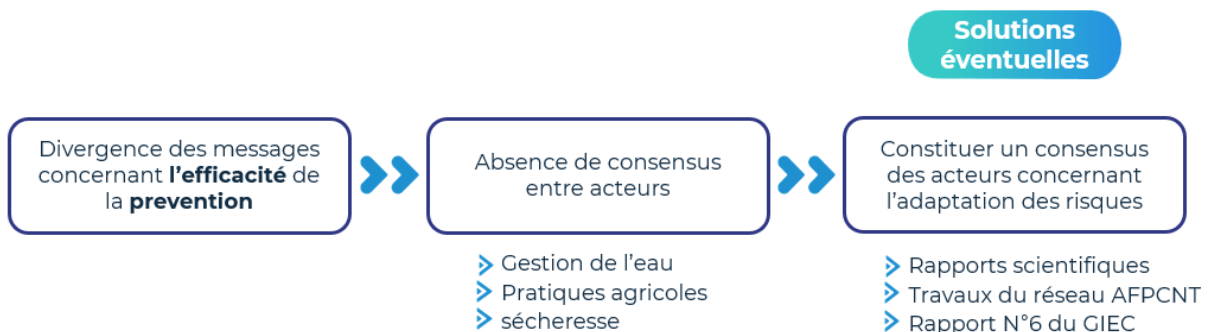 Solutions
éventuelles
Divergence des messages
concernant l'efficacité de
la prevention
Absence de consensus
entre acteurs
Gestion de l'eau
Pratiques agricoles
sécheresse
Constituer un consensus
des acteurs concernant
l'adaptation des risques
Rapports scientifiques
Travaux du réseau AFPCNT
Rapport N°6 du GIEC